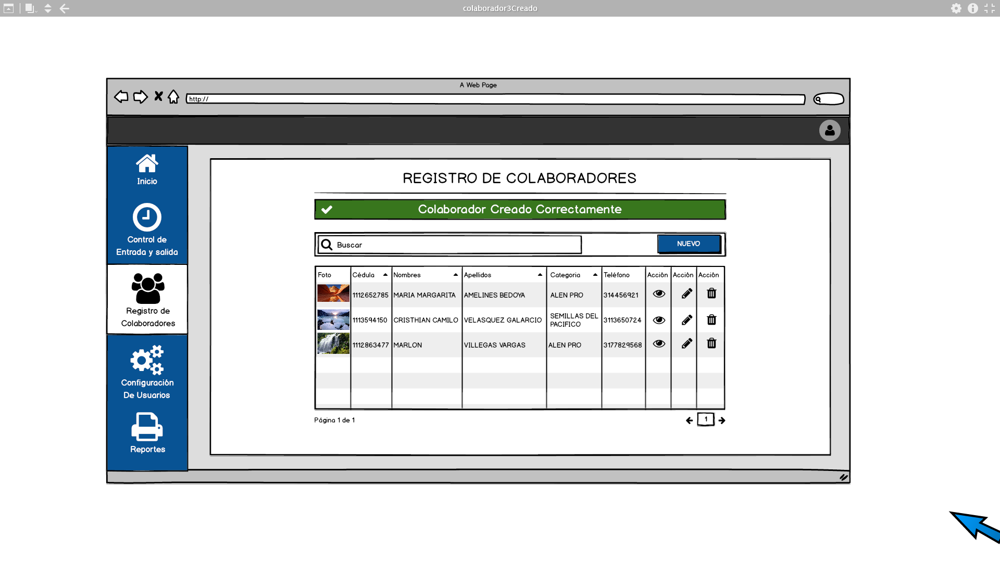 colaborador3Creado
A Web Page
http://
Inicio
Control de
Entrada y salida
Registro de
Colaboradores
Configuración
De Usuarios
Reportes
REGISTRO DE COLABORADORES
Colaborador Creado Correctamente
Buscar
NUEVO
Foto Cédula Nombres Apellidos Categoria Teléfono Acción Acción Acción
1112652785 MARIA MARGARITA AMELINES BEDOYA ALEN PRO 314456921
1113594150 CRISTHIAN CAMILO VELASQUEZ GALARCIO SEMILLAS DEL
PACIFICO 3113650724
1112863477 MARLON VILLEGAS VARGAS ALEN PRO 3177829568
Página 1 de 1
1